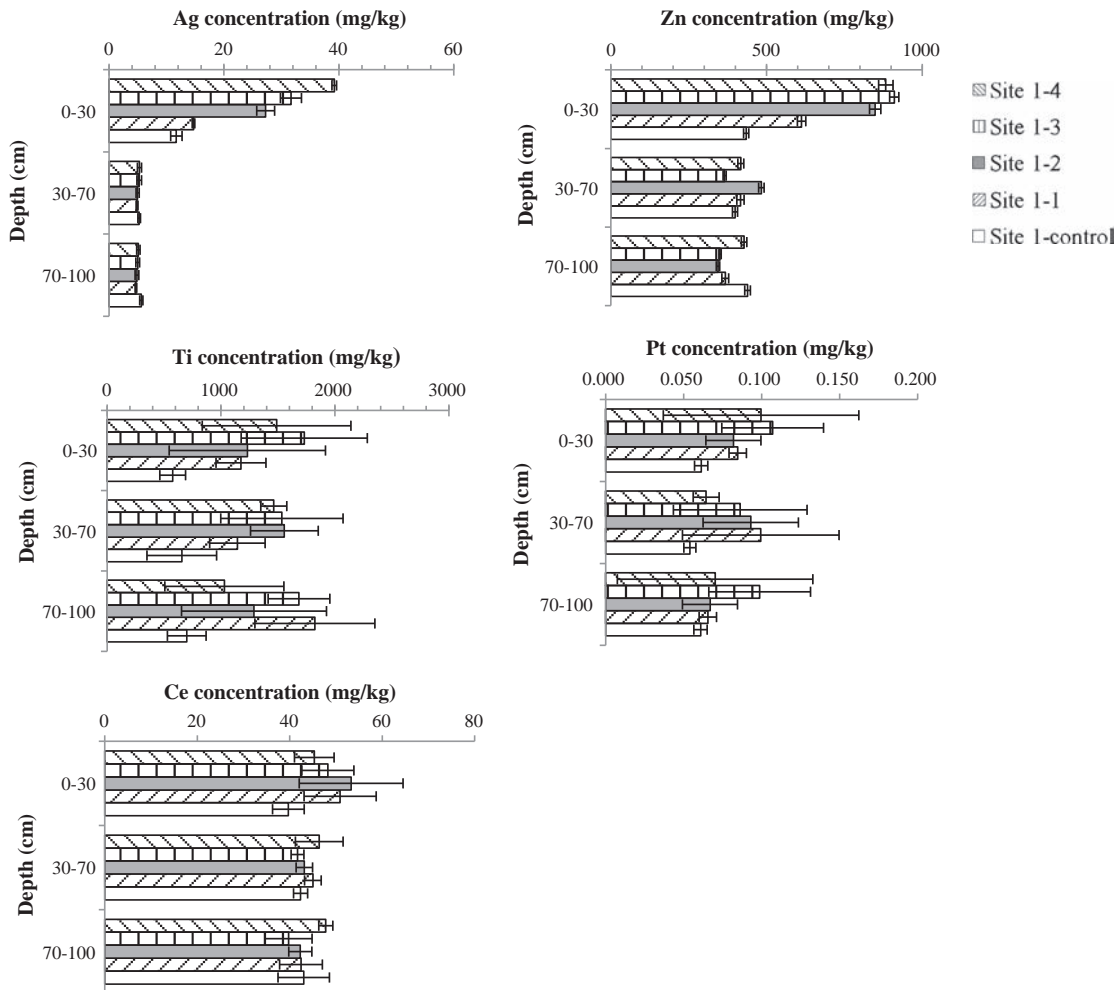 Ag concentration (mg/kg)
0 20 40 60
Depth (cm)
0-30
30-70
70-100
Zn concentration (mg/kg)
0 500 1000
Depth (cm)
0-30
30-70
70-100
Site 1-4
Site 1-3
Site 1-2
Site 1-1
Site 1-control
Ti concentration (mg/kg)
0 1000 2000 3000
Depth (cm)
0-30
30-70
70-100
Pt concentration (mg/kg)
0.000 0.050 0.100 0.150 0.200
Depth (cm)
0-30
30-70
70-100
Ce concentration (mg/kg)
0 20 40 60 80
Depth (cm)
0-30
30-70
70-100